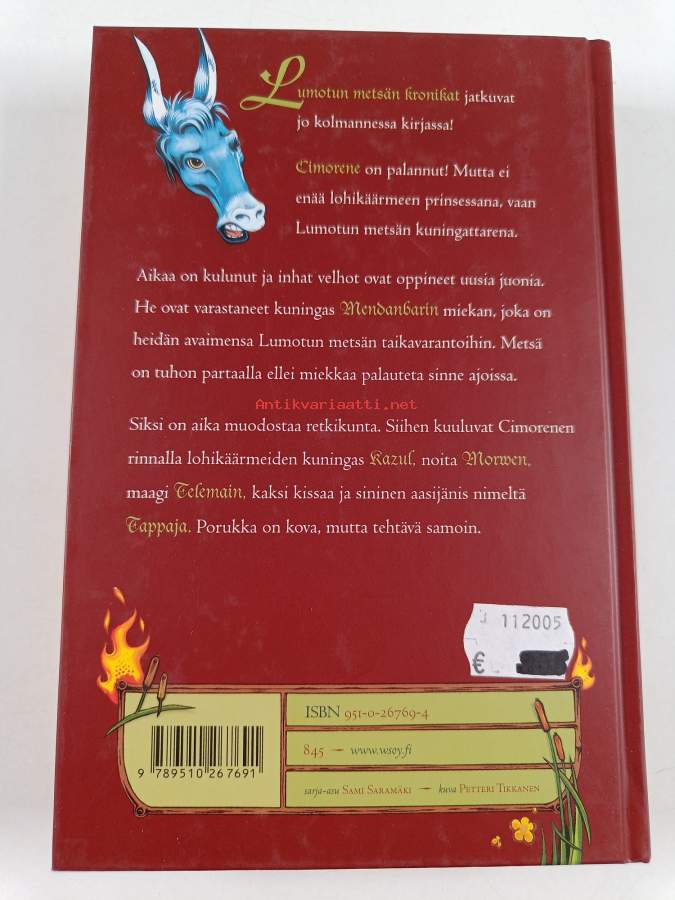 Lumotun metsän kronikat jatkuvat
jo kolmannessa kirjassa!
Cimorene on palannut! Mutta ei
enää lohikäärmeen prinsessana, vaan
Lumotun metsän kuningattarena.
Aikaa on kulunut ja inhat velhot ovat oppineet uusia juonia.
He ovat varastaneet kuningas Mendanbarin miekan, joka on
heidän avaimensa Lumotun metsän taikavarantoihin. Metsä
on tuhon partaalla ellei miekkaa palauteta sinne ajoissa.
Antikvariaatti.net
Siksi on aika muodostaa retkikunta. Siihen kuuluvat Cimorenen
rinnalla lohikäärmeiden kuningas Kazul, noita Morwen,
maagi Telemain, kaksi kissaa ja sininen aasijänis nimeltä
Tappaja. Porukka on kova, mutta tehtävä samoin.
112005
€
ISBN 951-0-26769-4
845 — www.wsoy.fi
9 789510 267691
sarja-asu SAMI SARAMÄKI — kuva PETTERI TIKKANEN